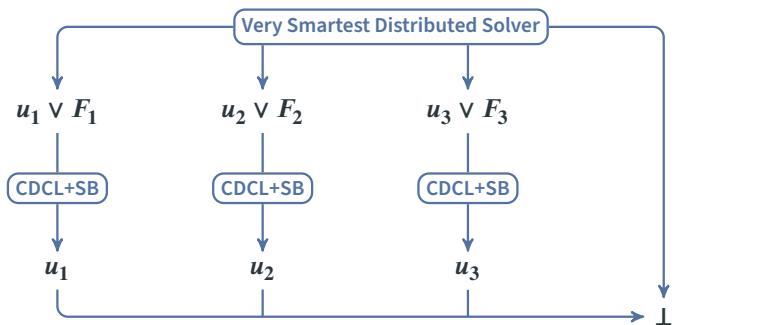 Very Smartest Distributed Solver
u₁ ∨ F₁ u₂ ∨ F₂ u₃ ∨ F₃
CDCL+SB CDCL+SB CDCL+SB
u₁ u₂ u₃
⊥